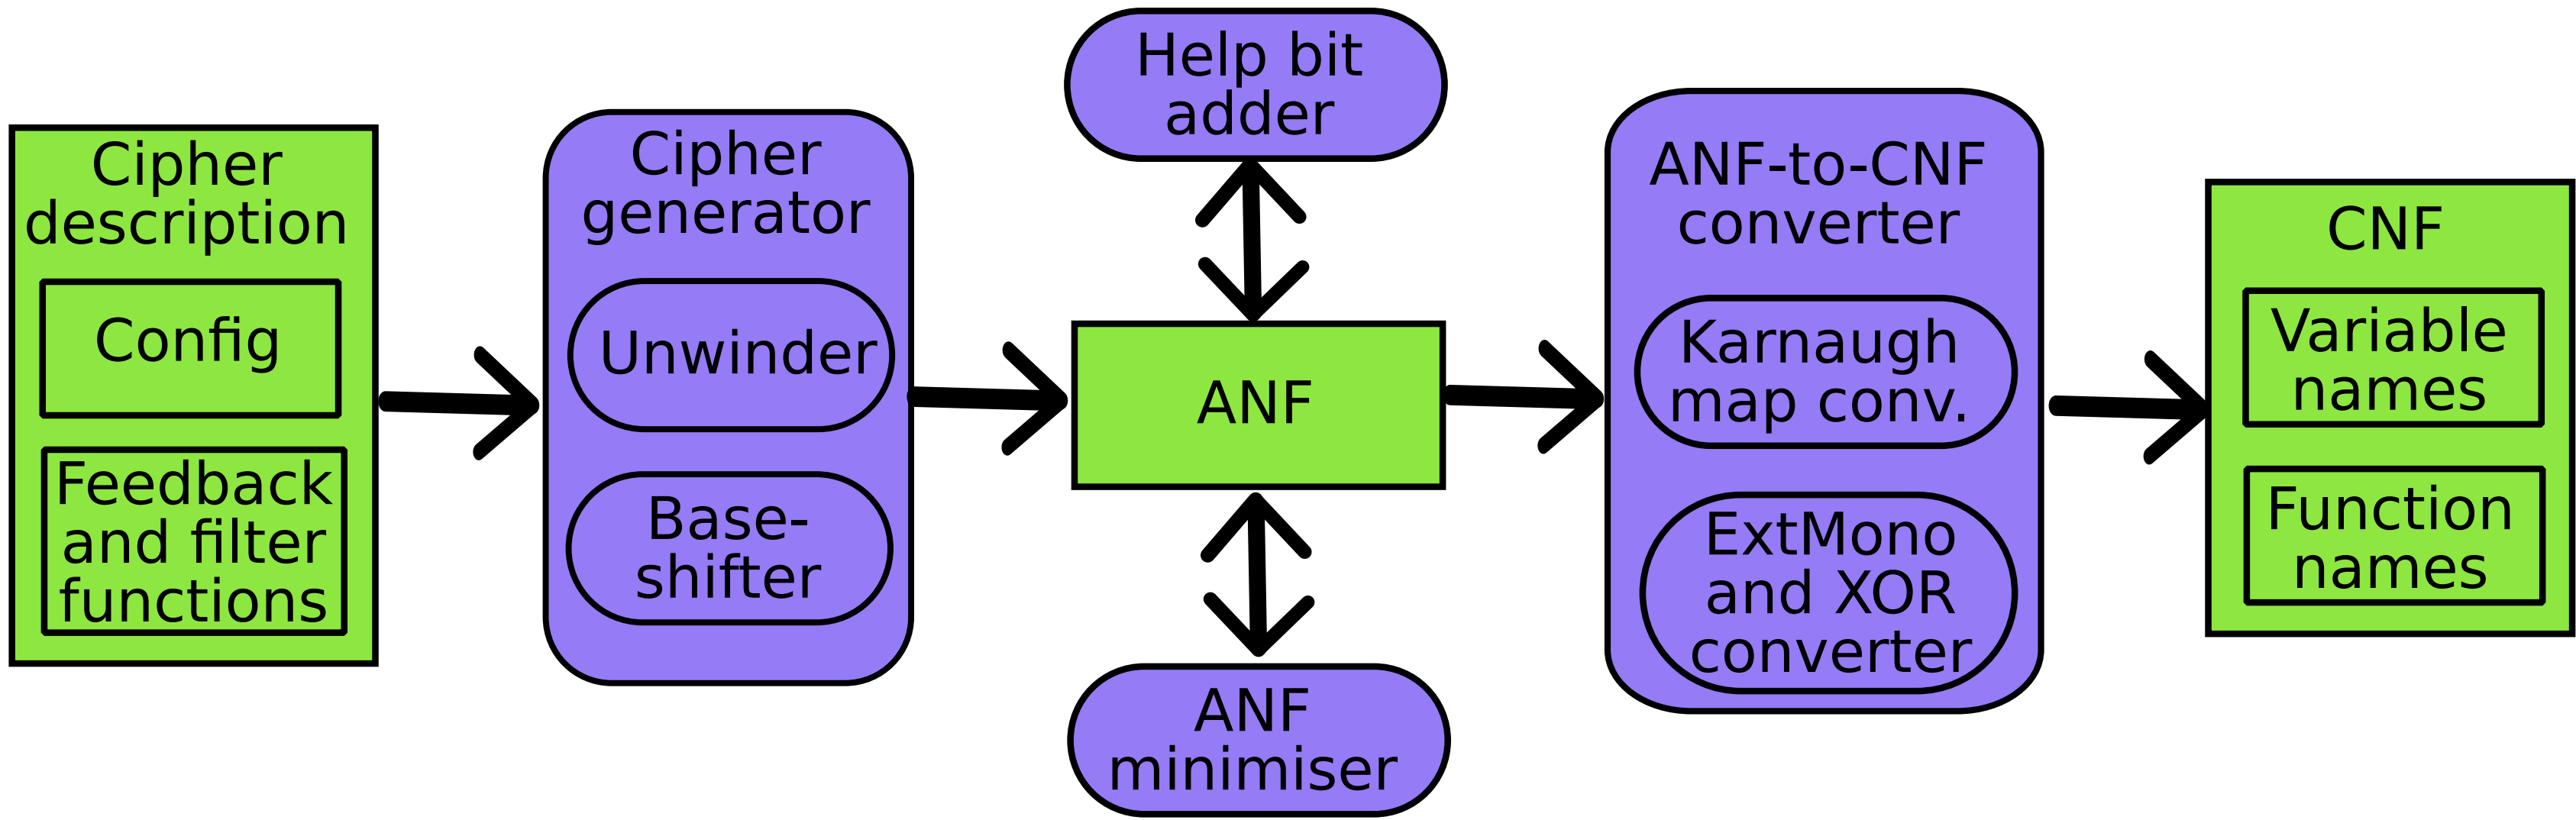 Cipher
description
Config
Feedback
and filter
functions
Cipher
generator
Unwinder
Base-
shifter
Help bit
adder
ANF
ANF
minimiser
ANF-to-CNF
converter
Karnaugh
map conv.
ExtMono
and XOR
converter
CNF
Variable
names
Function
names